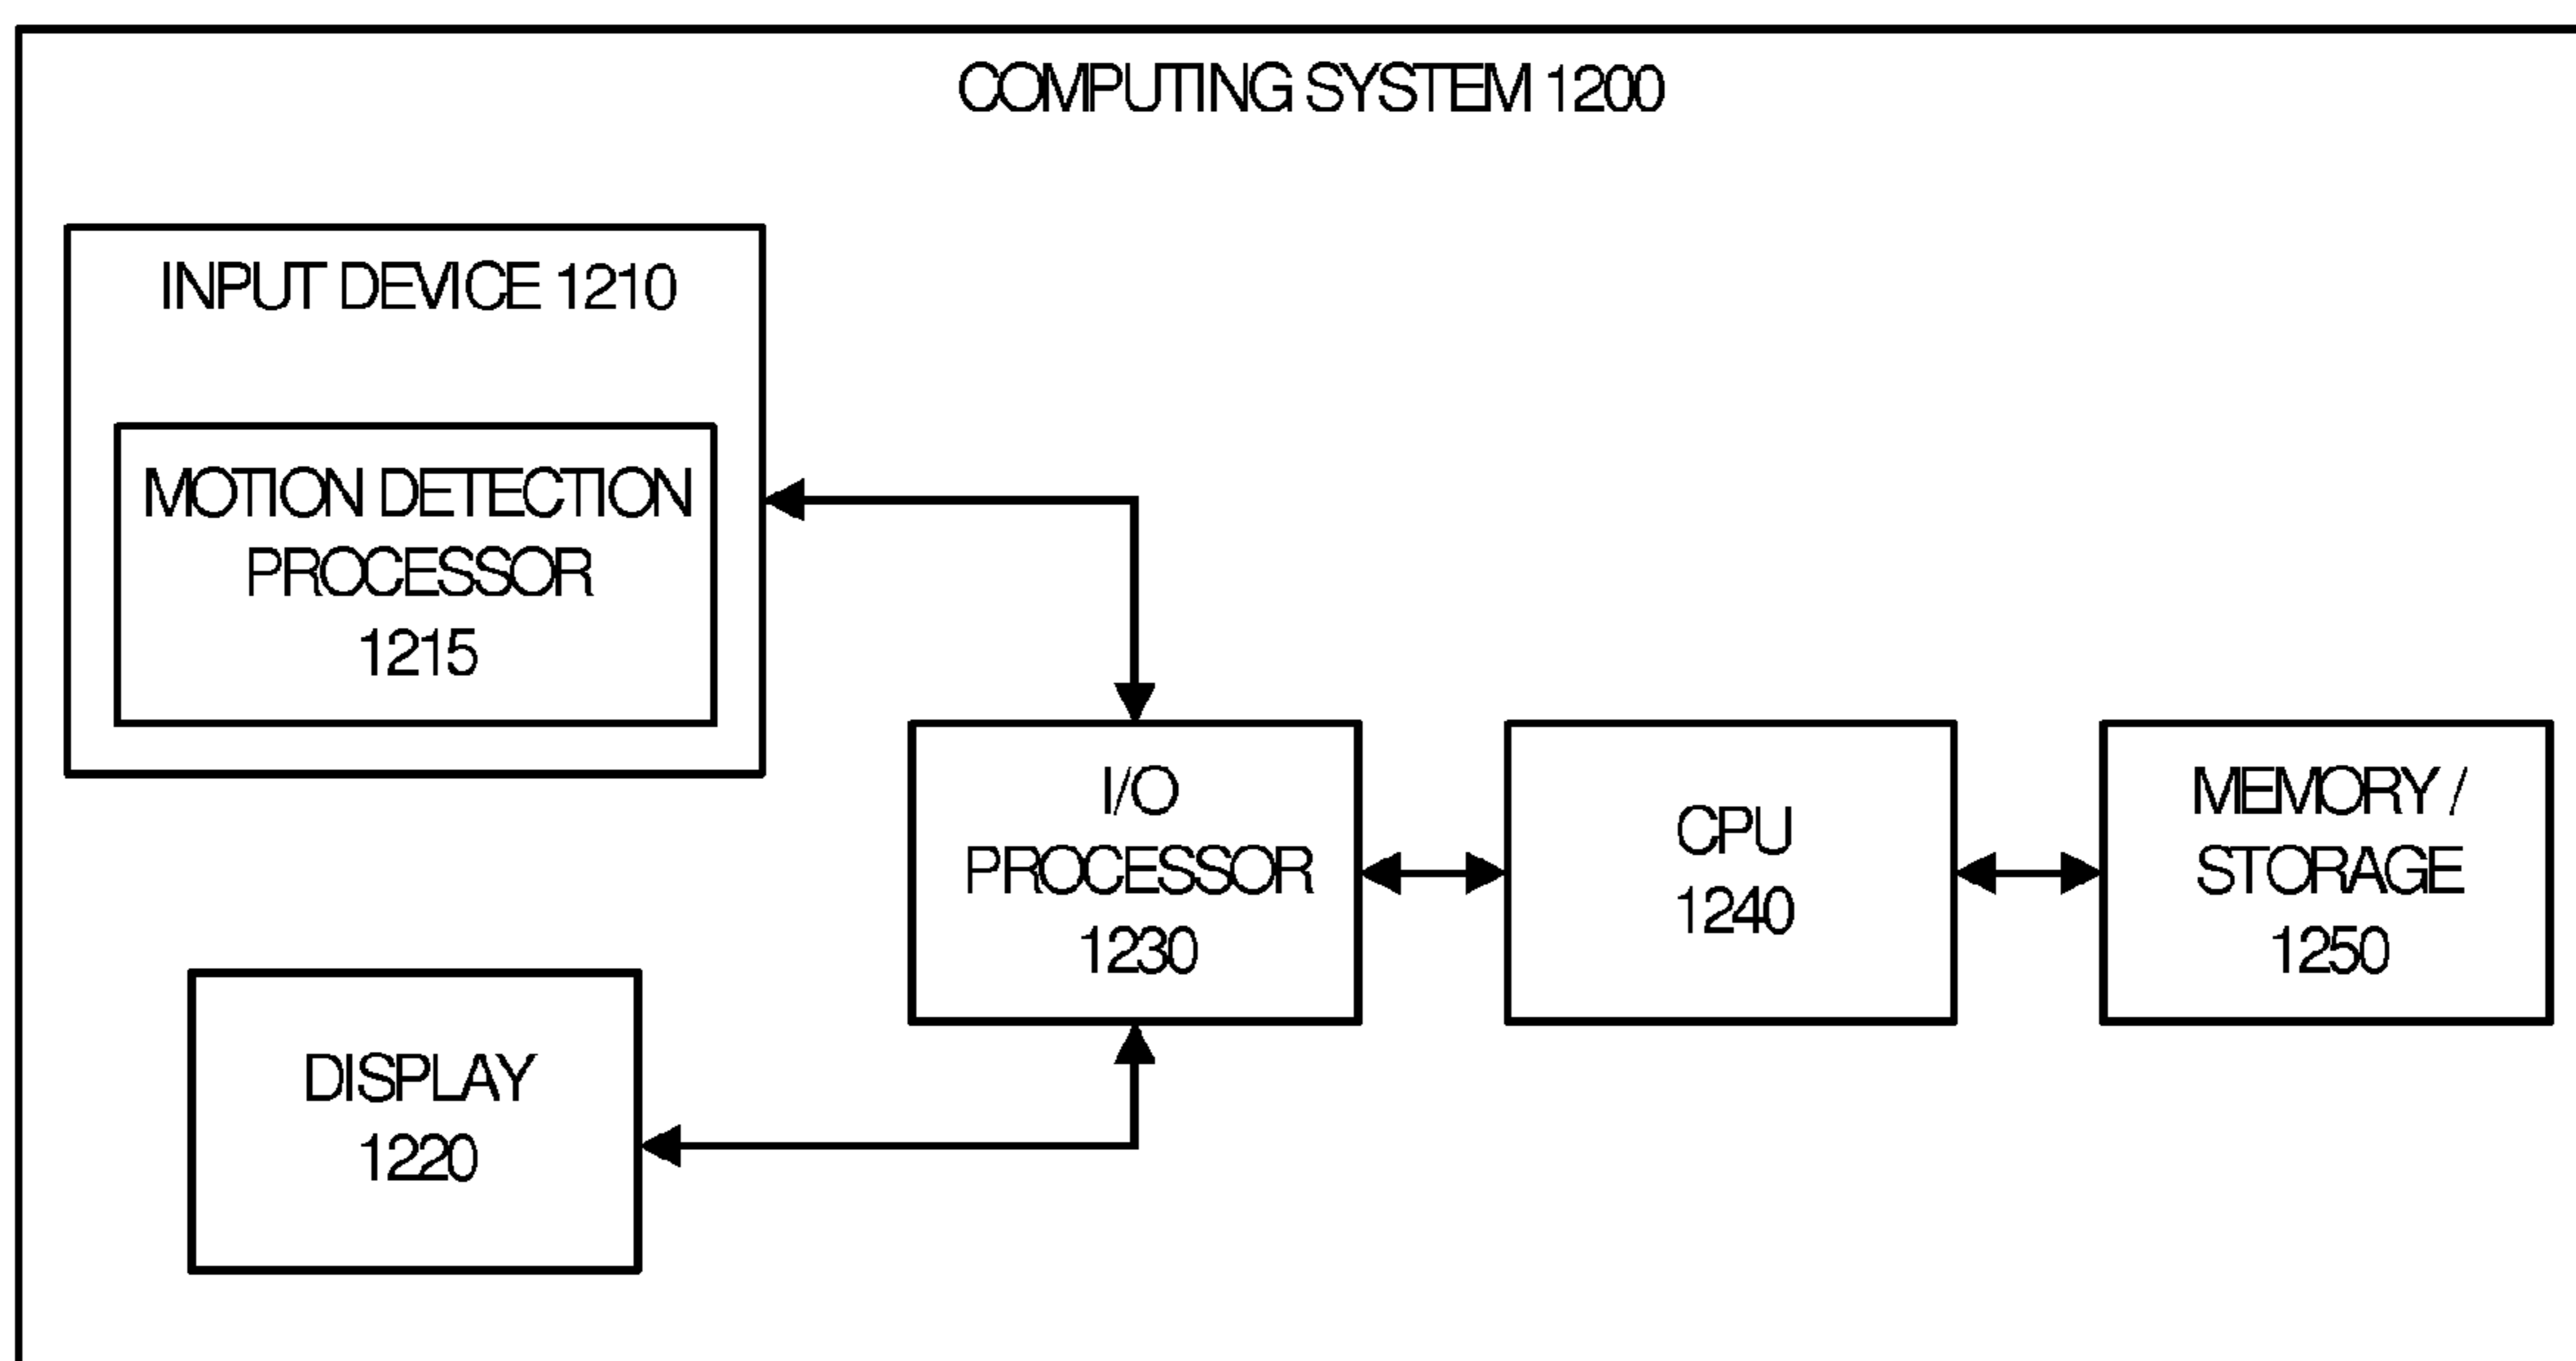 COMPUTING SYSTEM 1200
INPUT DEVICE 1210
MOTION DETECTION
PROCESSOR
1215
I/O
PROCESSOR
1230
CPU
1240
MEMORY /
STORAGE
1250
DISPLAY
1220